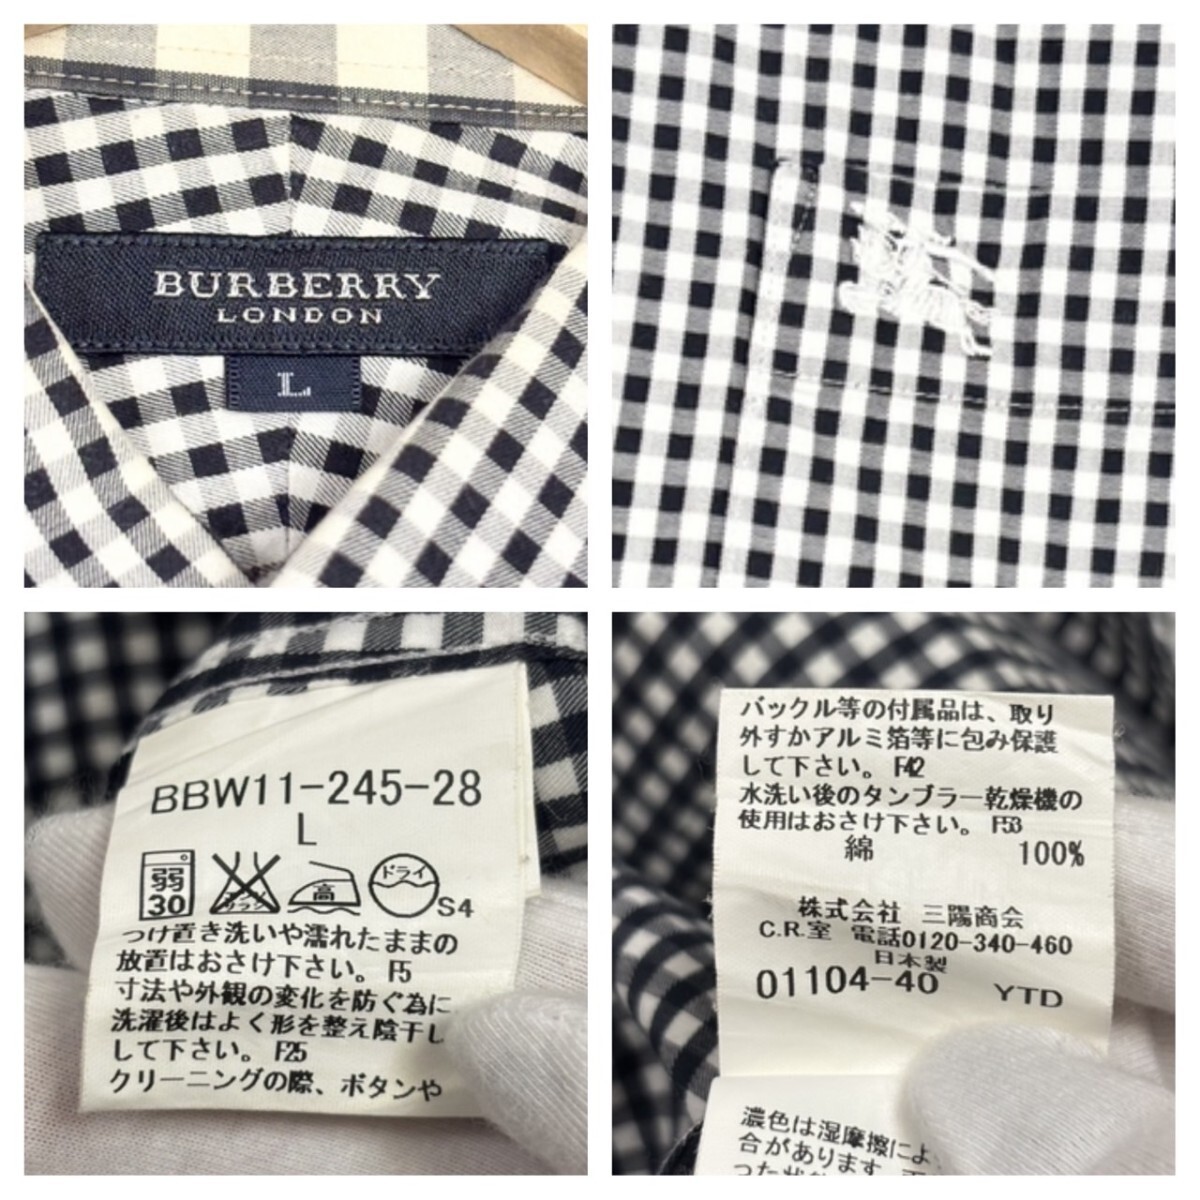 BURBERRY
LONDON
L
BBW11-245-28
L
弱
30
エンソ
サラシ
高
ドライ
S4
つけ置き洗いや濡れたままの
放置はおさけ下さい。F5
寸法や外観の変化を防ぐ為に
洗濯後はよく形を整え陰干し
して下さい。F25
クリーニングの際、ボタンや
バックル等の付属品は、取り
外すかアルミ箔等に包み保護
して下さい。F42
水洗い後のタンブラー乾燥機の
使用はおさけ下さい。F53
綿 100%
株式会社 三陽商会
C.R.室 電話0120-340-460
日本製
01104-40 YTD
濃色は湿摩擦によ
合があります。
った状